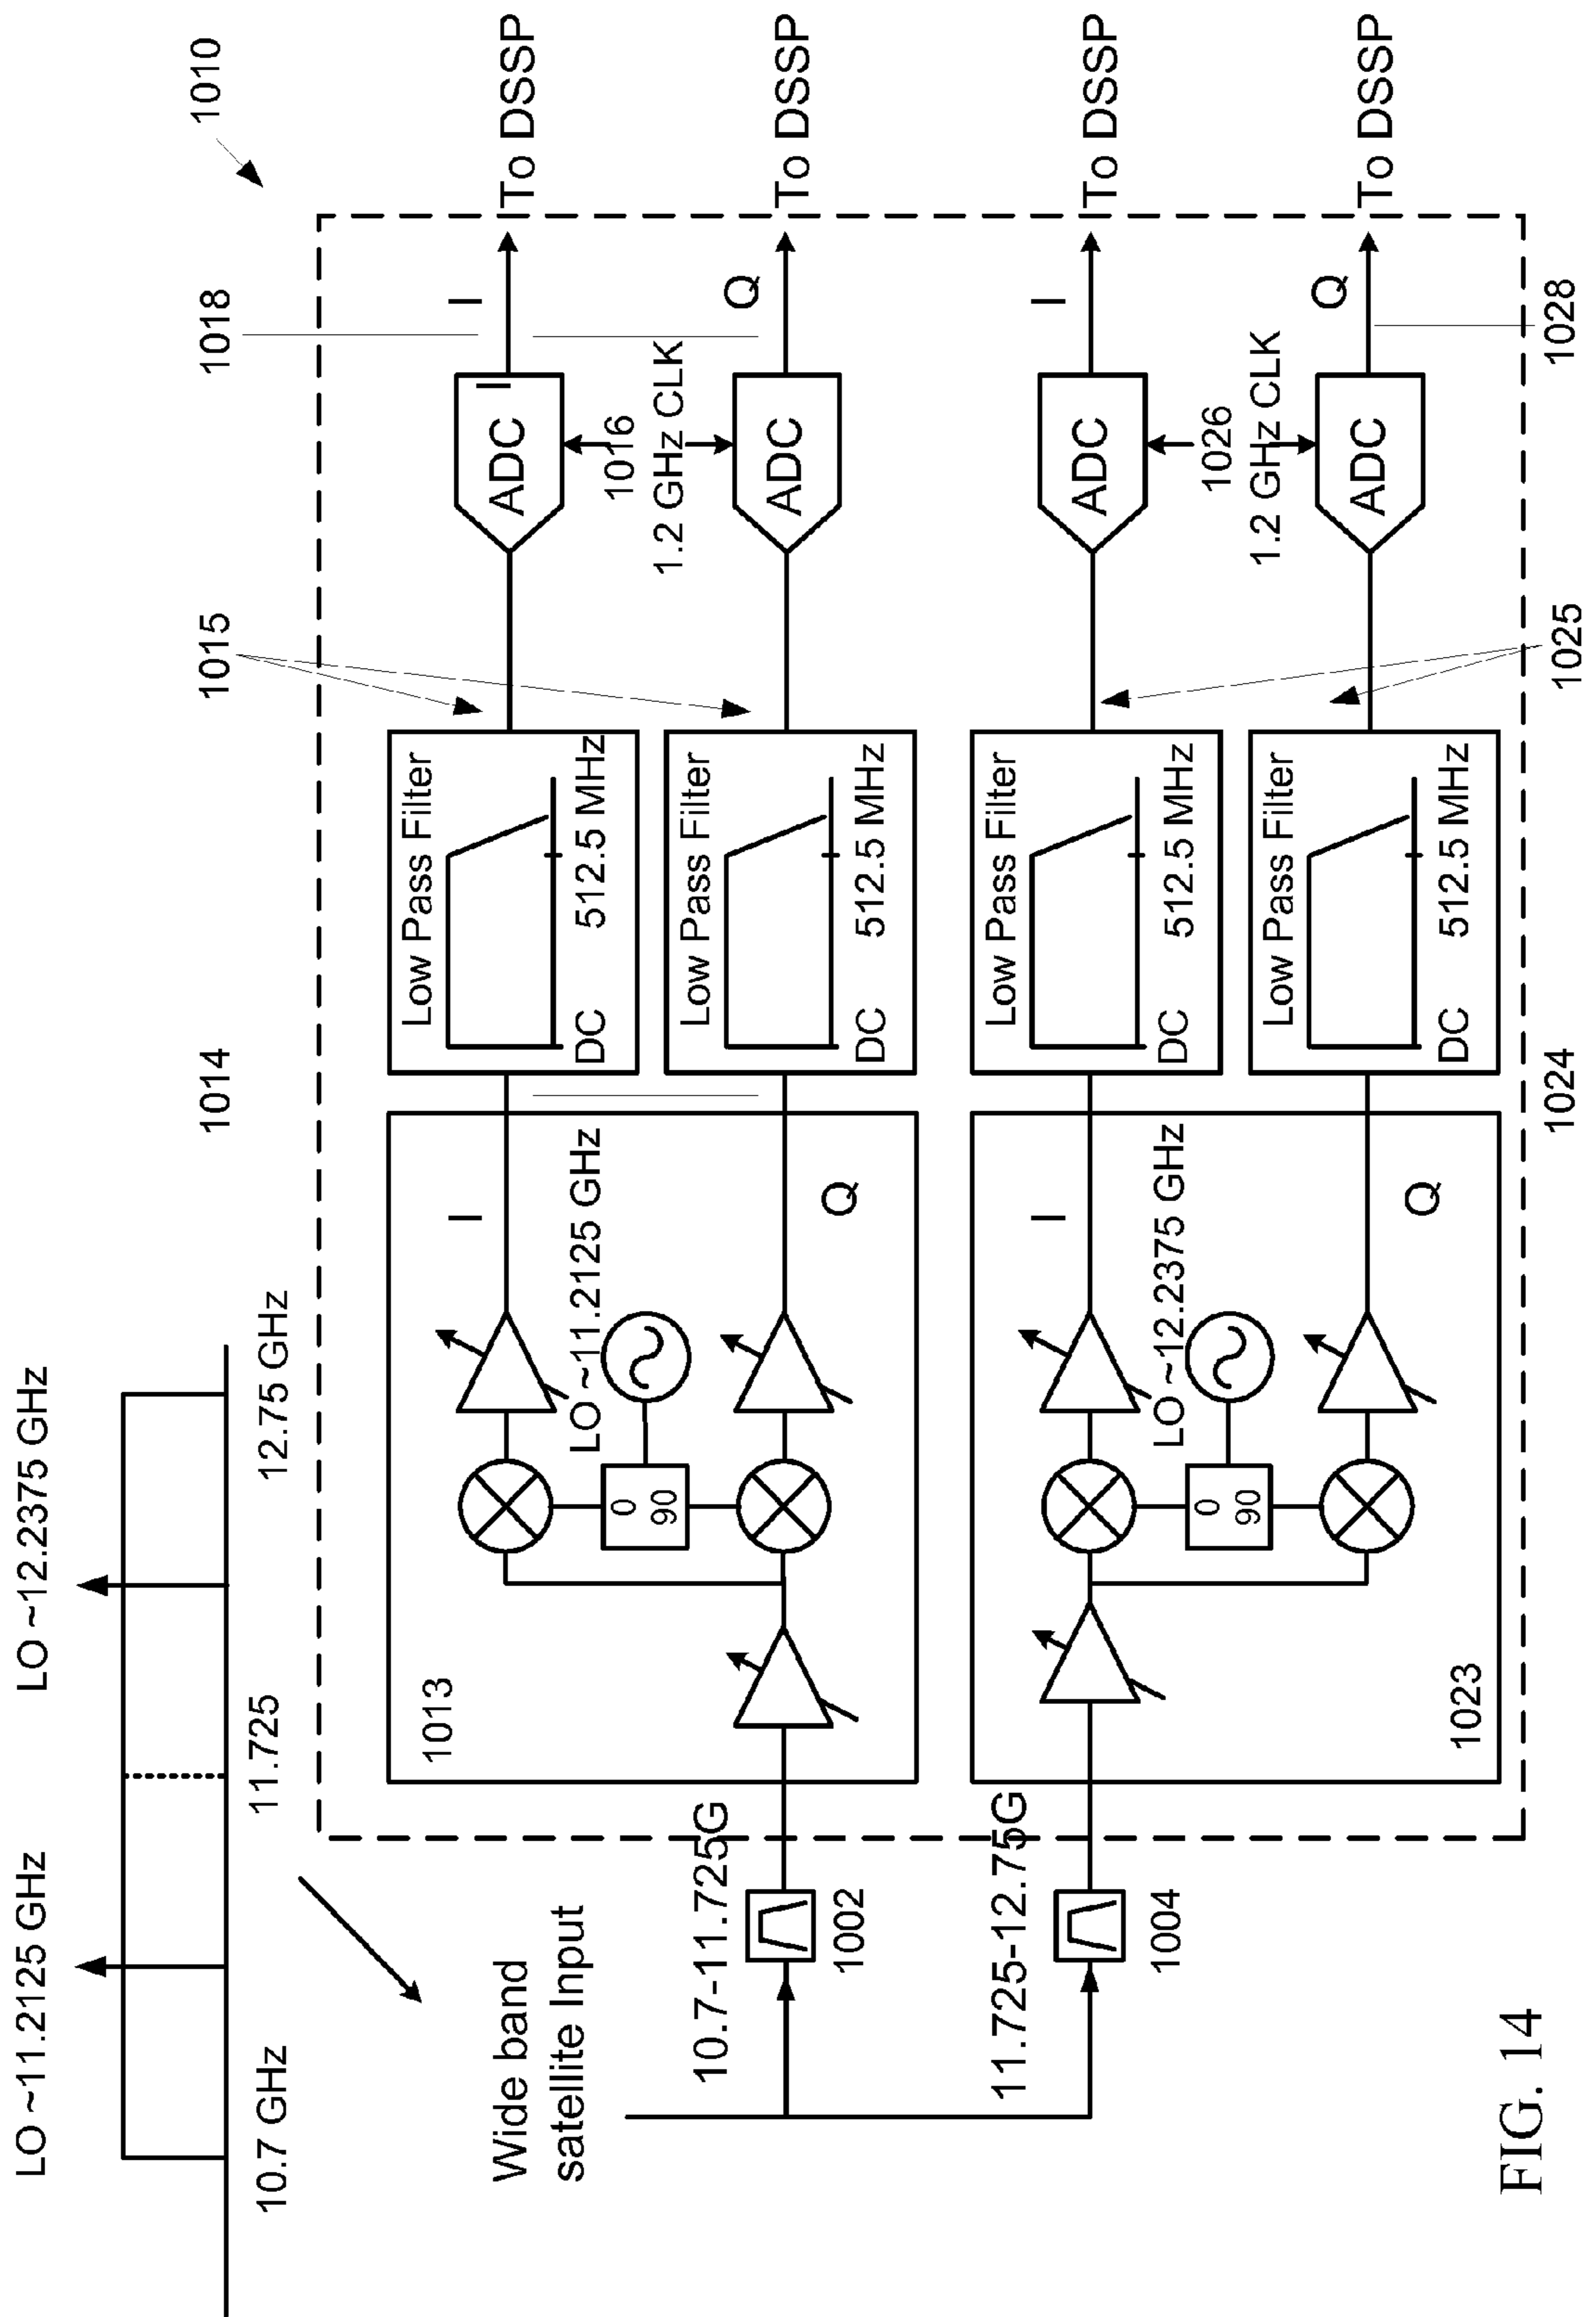 LO ~11.2125 GHz
LO ~12.2375 GHz
10.7 GHz
11.725
12.75 GHz
1010
1014
1015
1018
Wide band
satellite Input
10.7-11.725G
1002
11.725-12.75G
1004
1013
I
LO ~11.2125 GHz
0
90
Q
Low Pass Filter
DC
512.5 MHz
ADC
I
I
To DSSP
1016
1.2 GHz CLK
Low Pass Filter
DC
512.5 MHz
ADC
Q
To DSSP
1023
I
LO ~12.2375 GHz
0
90
Q
Low Pass Filter
DC
512.5 MHz
ADC
I
To DSSP
1026
1.2 GHz CLK
Low Pass Filter
DC
512.5 MHz
ADC
Q
To DSSP
1024
1025
1028
FIG. 14